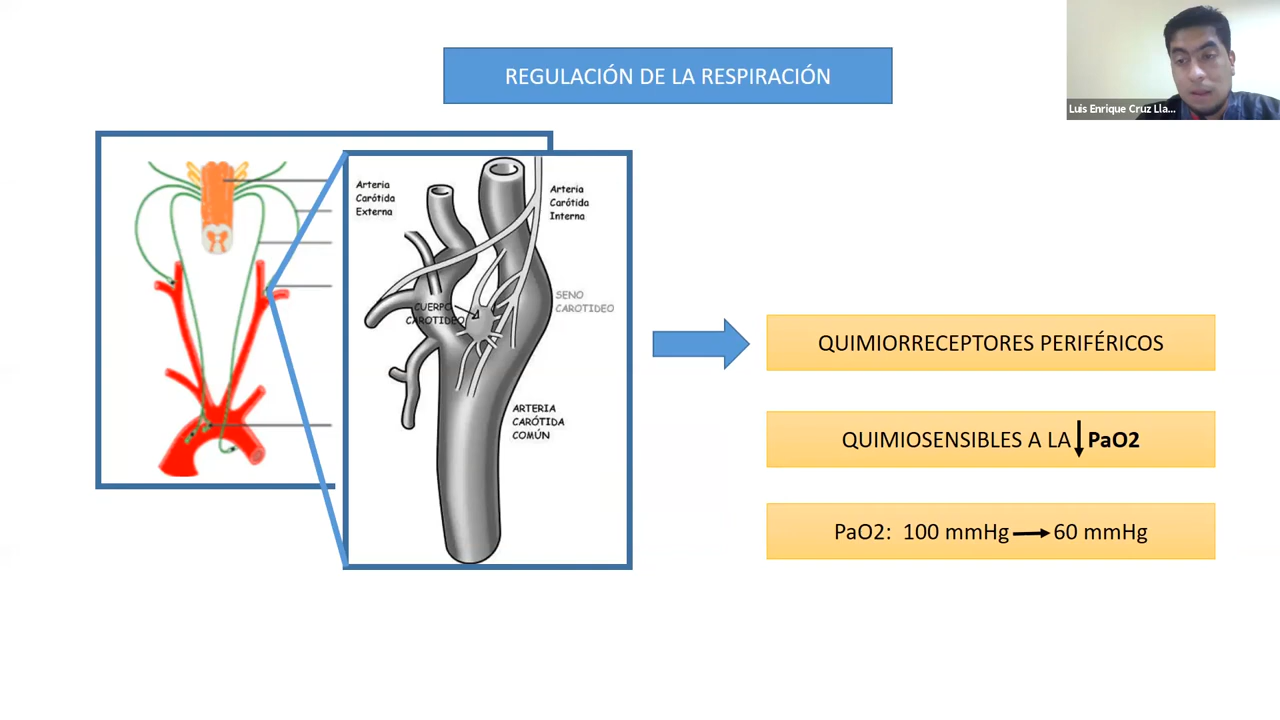 REGULACIÓN DE LA RESPIRACIÓN
Luis Enrique Cruz Lla...
Arteria
Carótida
Externa
Arteria
Carótida
Interna
SENO
CAROTIDEO
CUERPO
CAROTIDEO
ARTERIA
CARÓTIDA
COMÚN
QUIMIORRECEPTORES PERIFÉRICOS
QUIMIOSENSIBLES A LA ↓ PaO2
PaO2: 100 mmHg → 60 mmHg